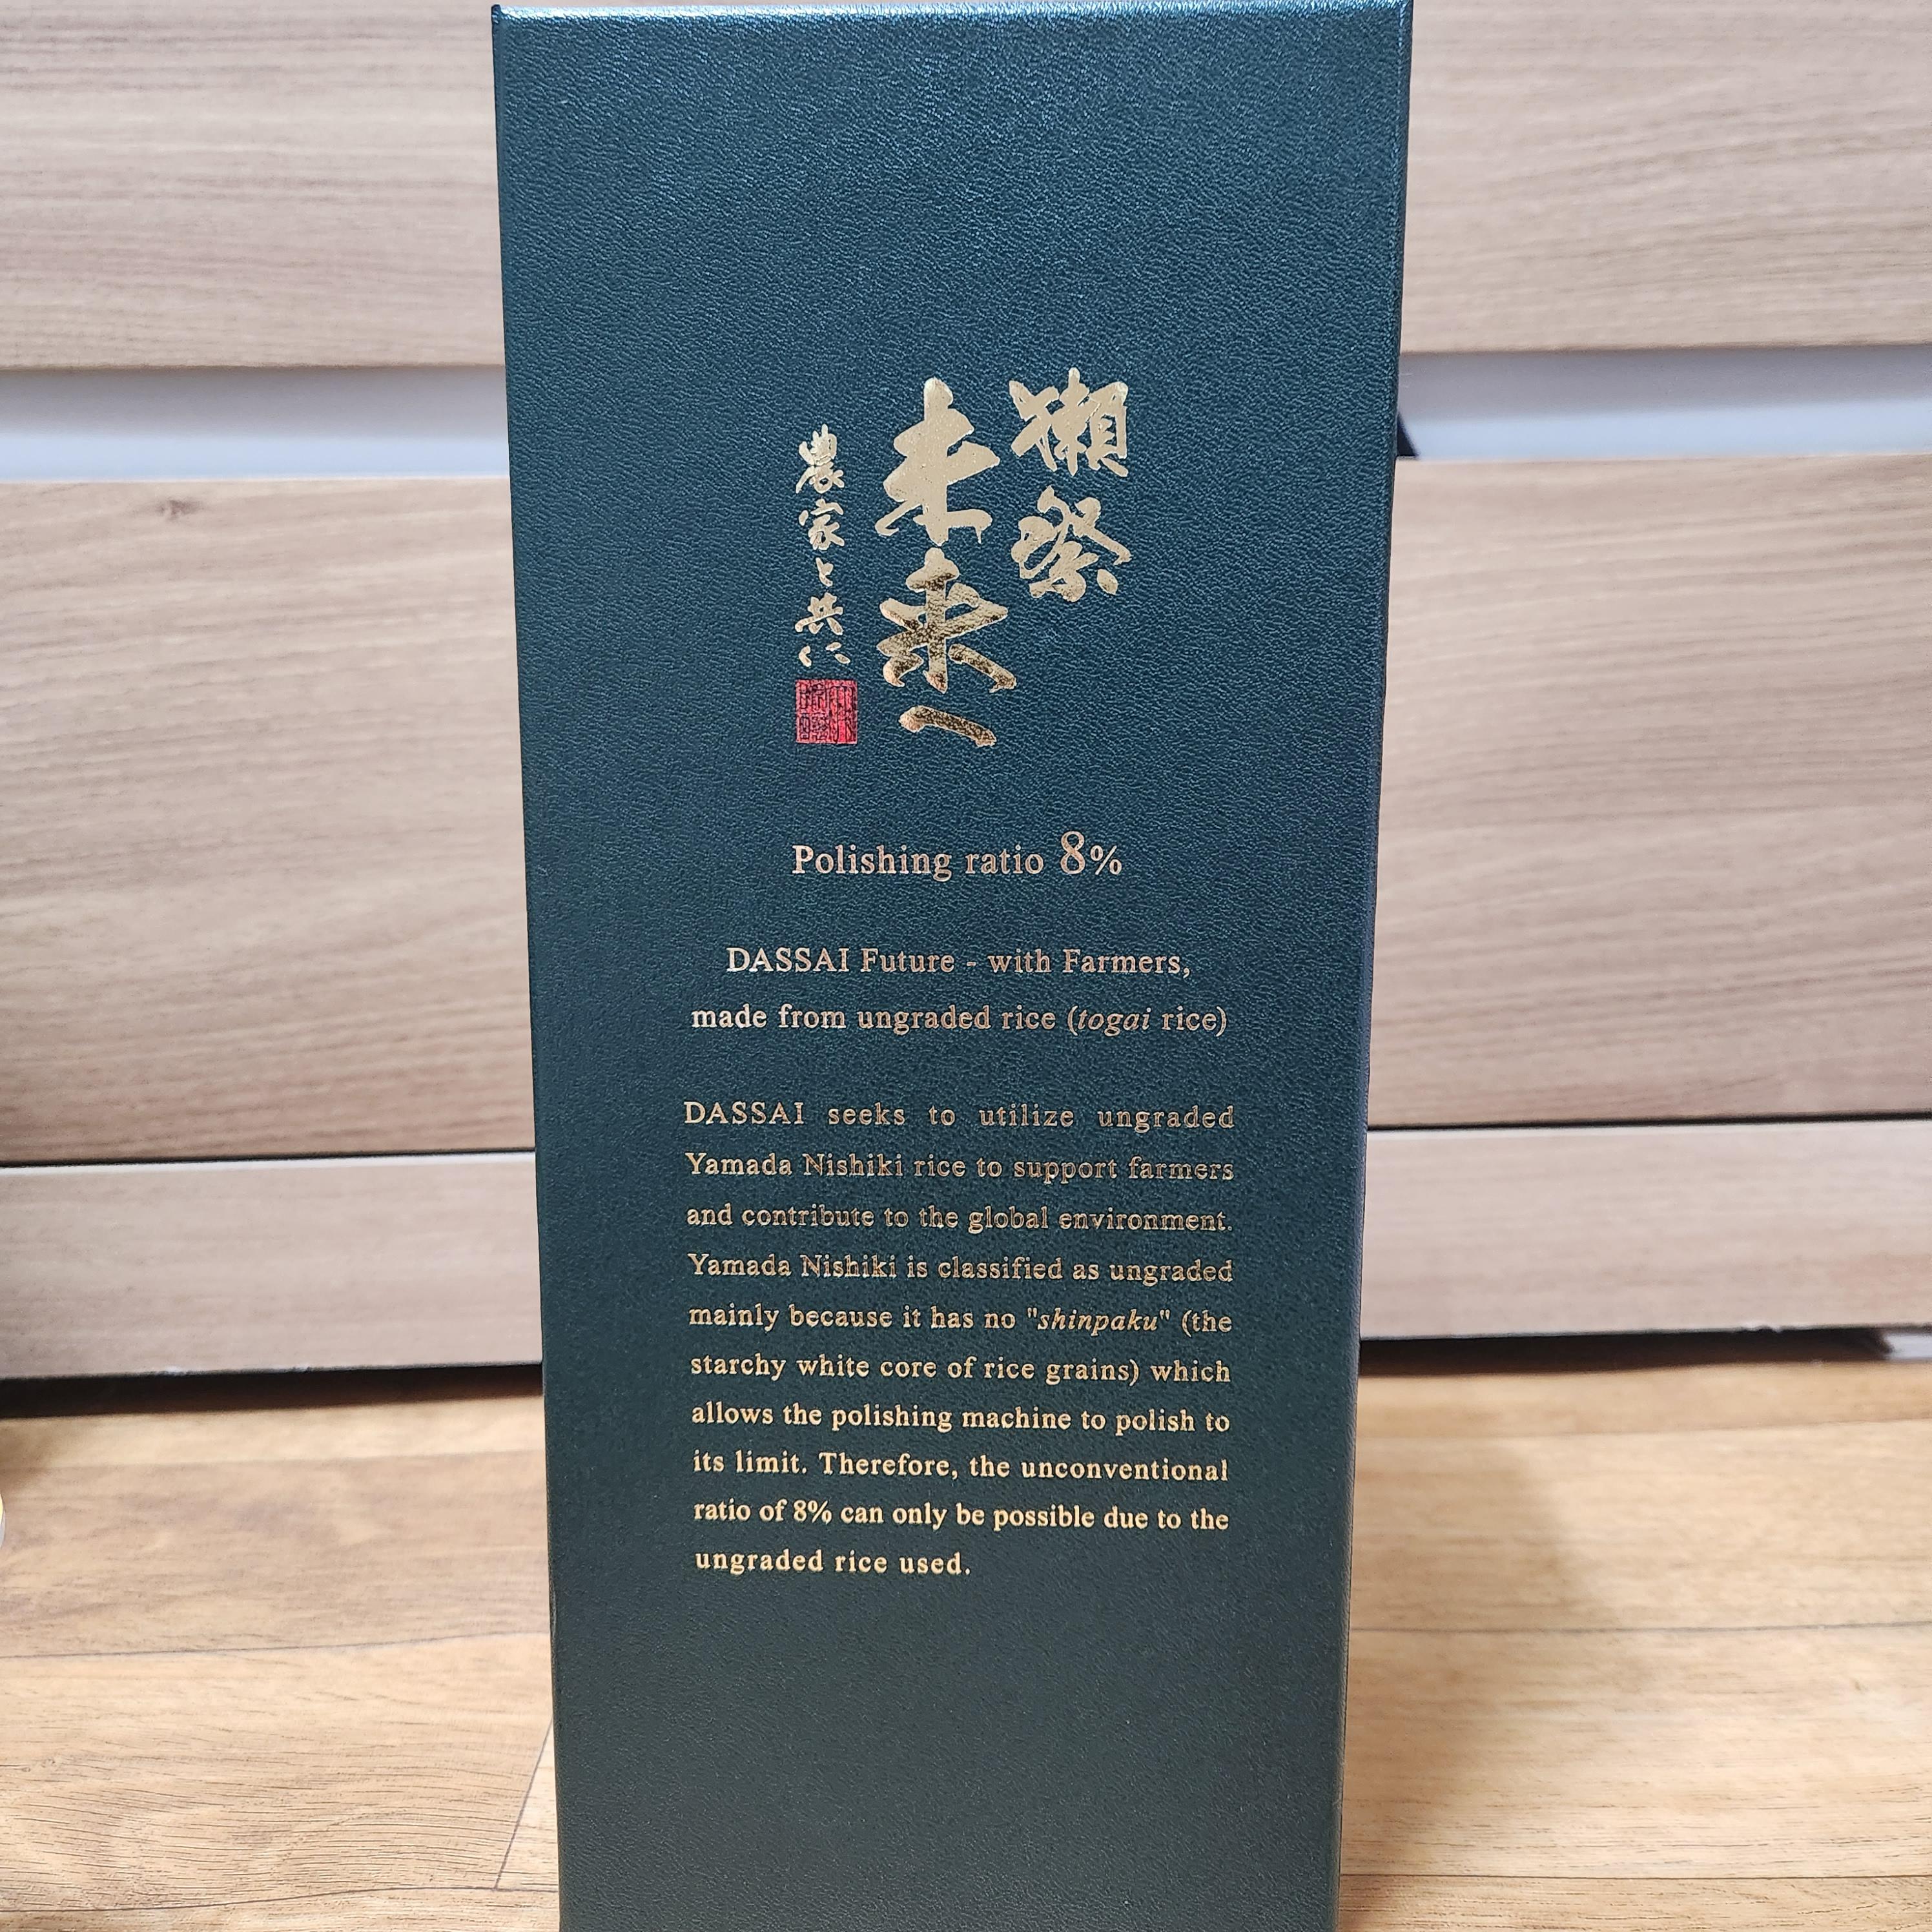 獺祭
未来へ
農家と共に
Polishing ratio 8%
DASSAI Future - with Farmers,
made from ungraded rice (togai rice)
DASSAI seeks to utilize ungraded
Yamada Nishiki rice to support farmers
and contribute to the global environment.
Yamada Nishiki is classified as ungraded
mainly because it has no "shinpaku" (the
starchy white core of rice grains) which
allows the polishing machine to polish to
its limit. Therefore, the unconventional
ratio of 8% can only be possible due to the
ungraded rice used.